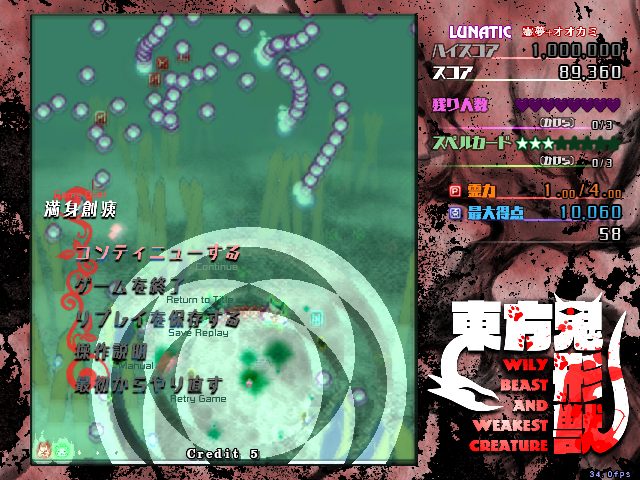 LUNATIC 霊夢+オオカミ
ハイスコア 1,000,000
スコア 89,360
残り人数
(かけら) 0/3
スペルカード
(かけら) 0/3
霊力 1.00/4.00
最大得点 10,060
58
満身創痍
コンティニューする
Continue
ゲームを終了
Return to Title
リプレイを保存する
Save Replay
操作説明
Manual
最初からやり直す
Retry Game
Credit 5
東方鬼形獣
WILY
BEAST
AND
WEAKEST
CREATURE
34.0fps